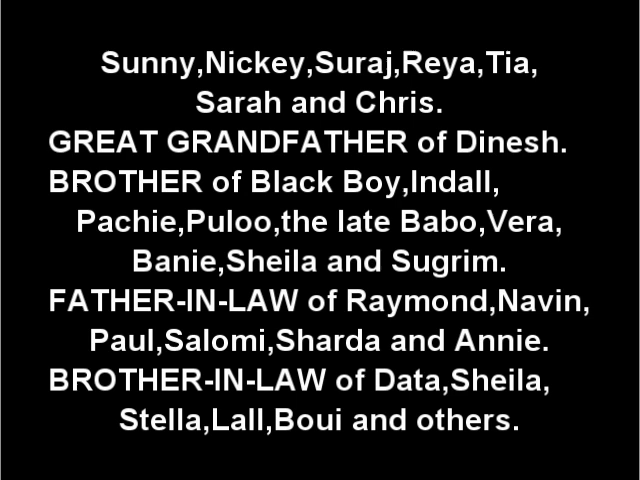 Sunny,Nickey,Suraj,Reya,Tia,
Sarah and Chris.
GREAT GRANDFATHER of Dinesh.
BROTHER of Black Boy,Indall,
Pachie,Puloo,the late Babo,Vera,
Banie,Sheila and Sugrim.
FATHER-IN-LAW of Raymond,Navin,
Paul,Salomi,Sharda and Annie.
BROTHER-IN-LAW of Data,Sheila,
Stella,Lall,Boui and others.